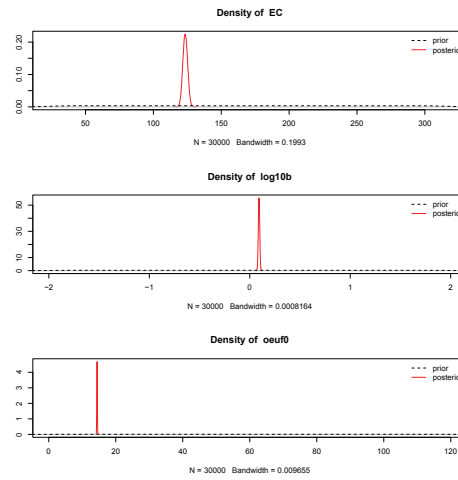 Density of EC
prior
posterio
0.00 0.10 0.20
50 100 150 200 250 300
N = 30000 Bandwidth = 0.1993
Density of log10b
prior
posterio
0 10 30 50
−2 −1 0 1 2
N = 30000 Bandwidth = 0.0008164
Density of oeuf0
prior
posterio
0 1 2 3 4
0 20 40 60 80 100 120
N = 30000 Bandwidth = 0.009655